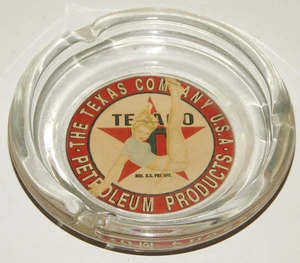 THE TEXAS COMPANY U.S.A.
TEXACO
REG. U.S. PAT. OFF.
PETROLEUM PRODUCTS